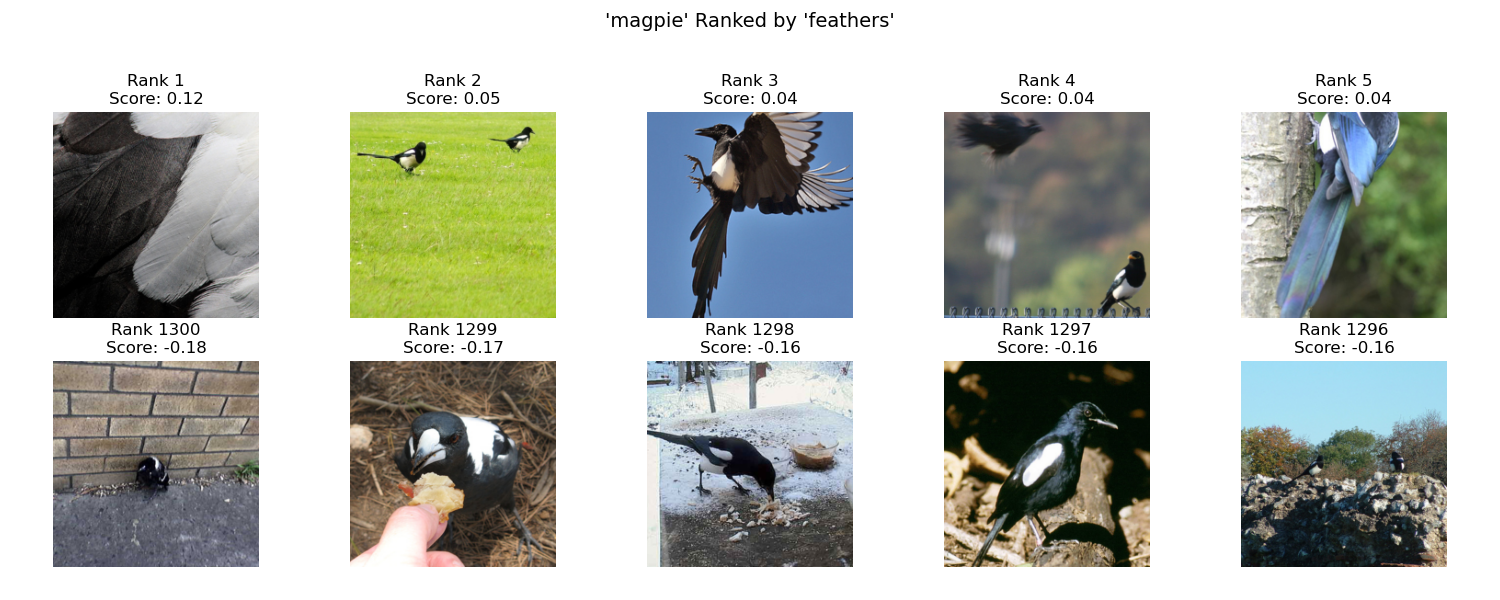 'magpie' Ranked by 'feathers'
Rank 1
Score: 0.12
Rank 2
Score: 0.05
Rank 3
Score: 0.04
Rank 4
Score: 0.04
Rank 5
Score: 0.04
Rank 1300
Score: -0.18
Rank 1299
Score: -0.17
Rank 1298
Score: -0.16
Rank 1297
Score: -0.16
Rank 1296
Score: -0.16